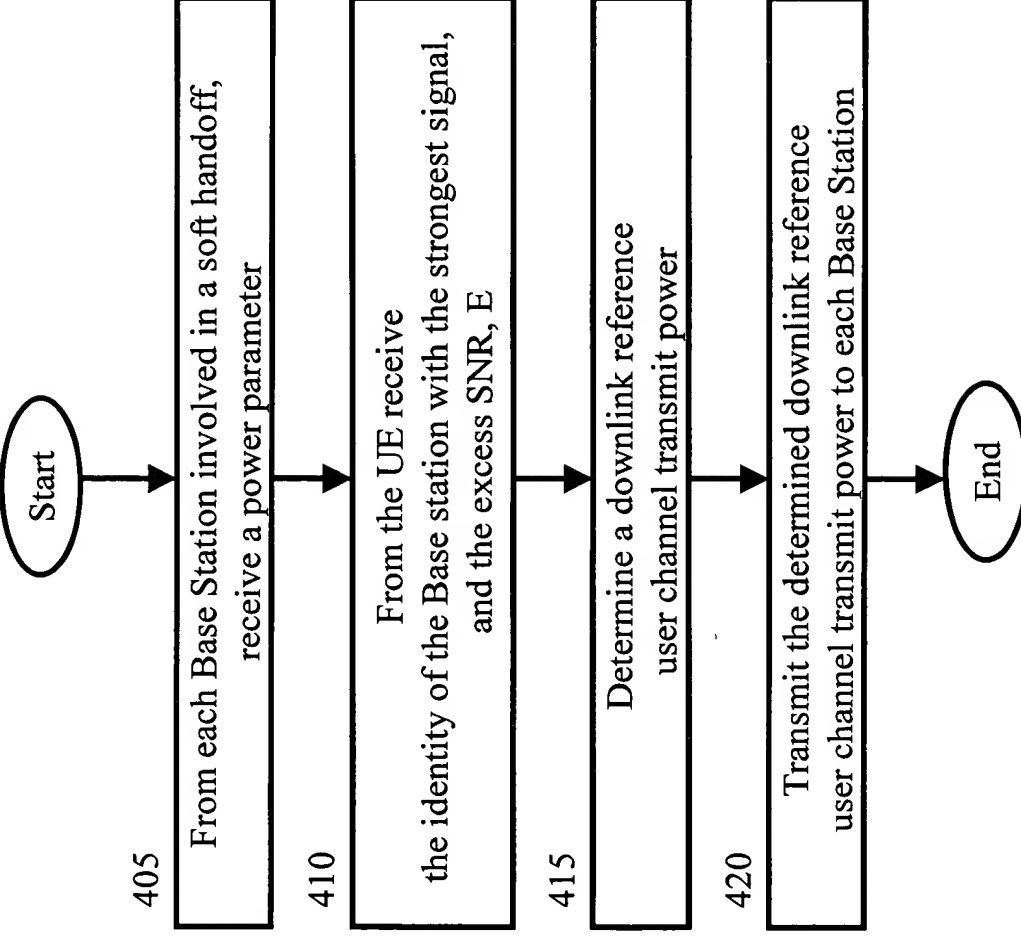 Start
405
From each Base Station involved in a soft handoff,
receive a power parameter
410
From the UE receive
the identity of the Base station with the strongest signal,
and the excess SNR, E
415
Determine a downlink reference
user channel transmit power
420
Transmit the determined downlink reference
user channel transmit power to each Base Station
End